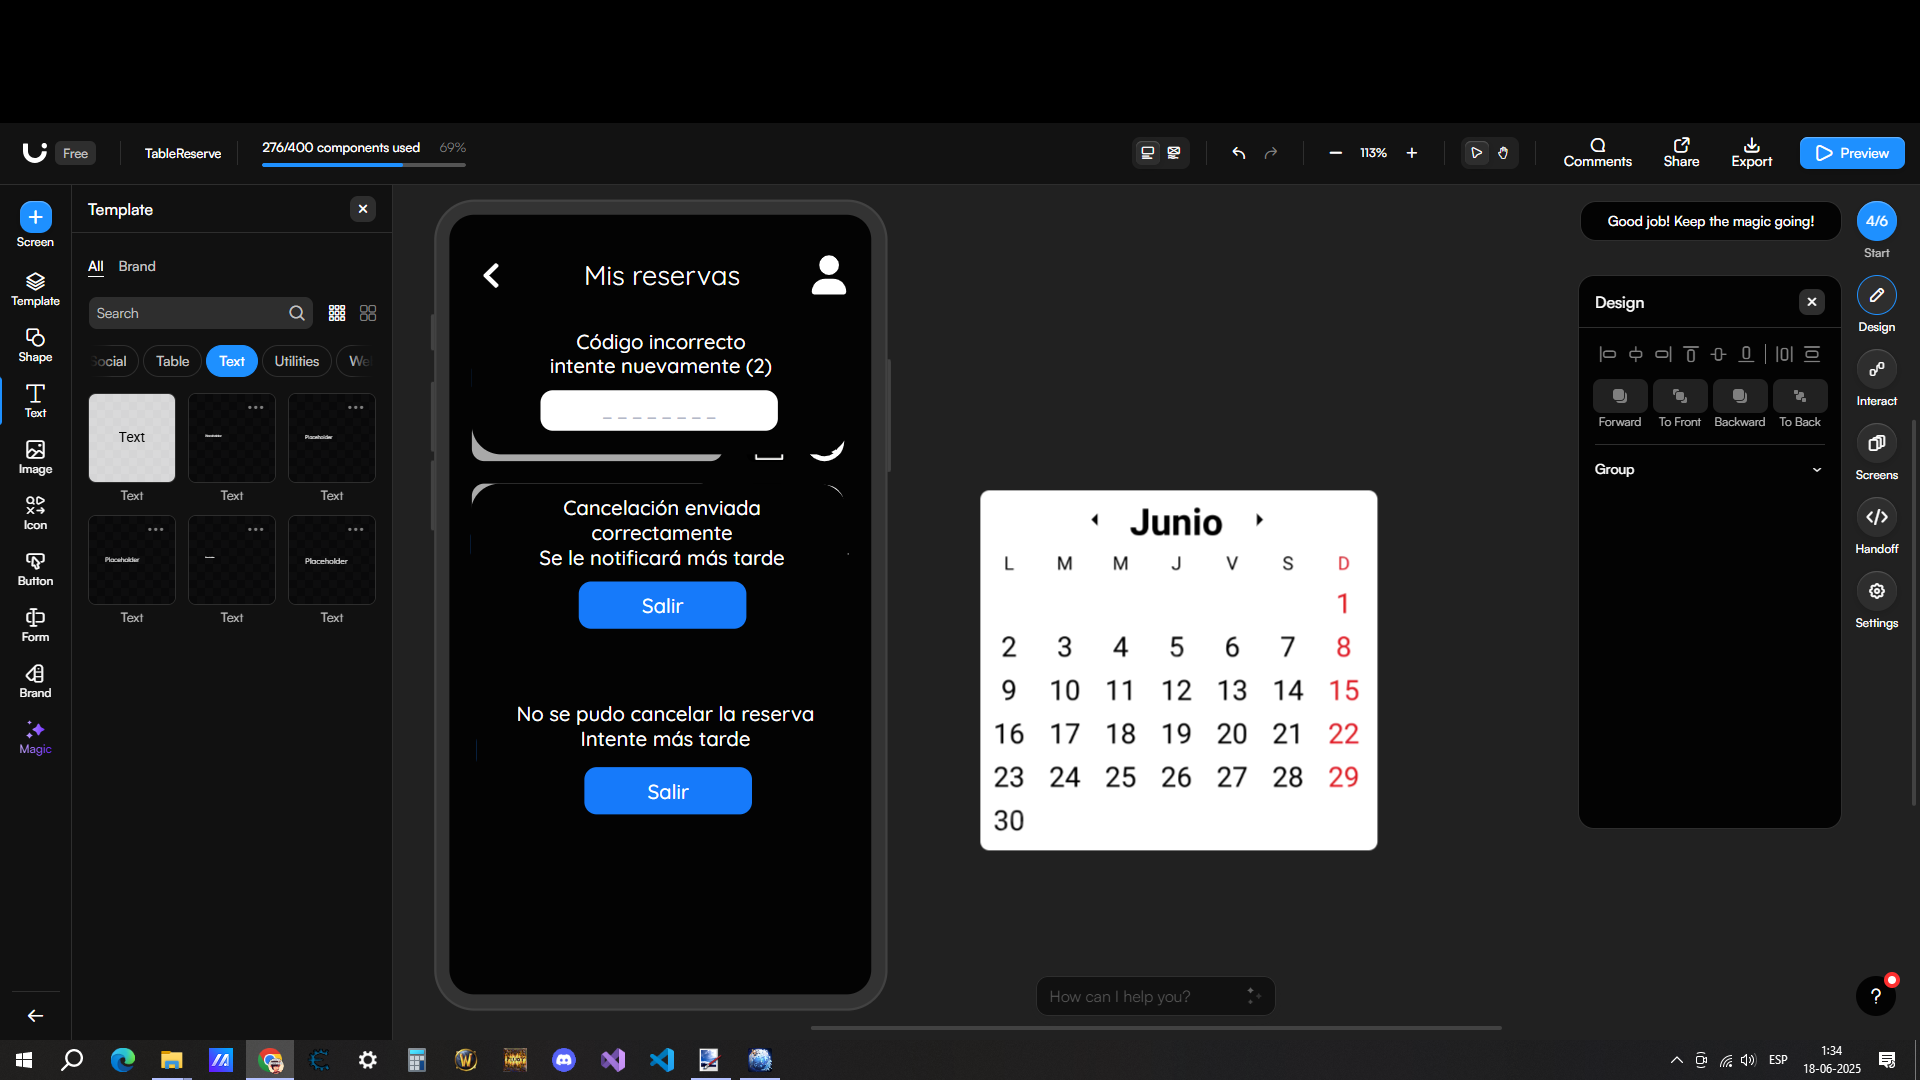 Free
TableReserve
276/400 components used 69%
113%
Comments
Share
Export
Preview
Screen
Template
Shape
Text
Image
Icon
Button
Form
Brand
Magic
Template
All Brand
Search
Social Table Text Utilities We
Text
Text
Placeholder
Text
Text
Placeholder
Text
Text
Placeholder
Text
Mis reservas
Código incorrecto
intente nuevamente (2)
_ _ _ _ _ _ _ _
Cancelación enviada
correctamente
Se le notificará más tarde
Salir
No se pudo cancelar la reserva
Intente más tarde
Salir
Junio
L M M J V S D
1
2 3 4 5 6 7 8
9 10 11 12 13 14 15
16 17 18 19 20 21 22
23 24 25 26 27 28 29
30
How can I help you?
Good job! Keep the magic going!
4/6
Start
Design
Interact
Screens
Handoff
Settings
Design
Forward To Front Backward To Back
Group
?
ESP
1:34
18-06-2025